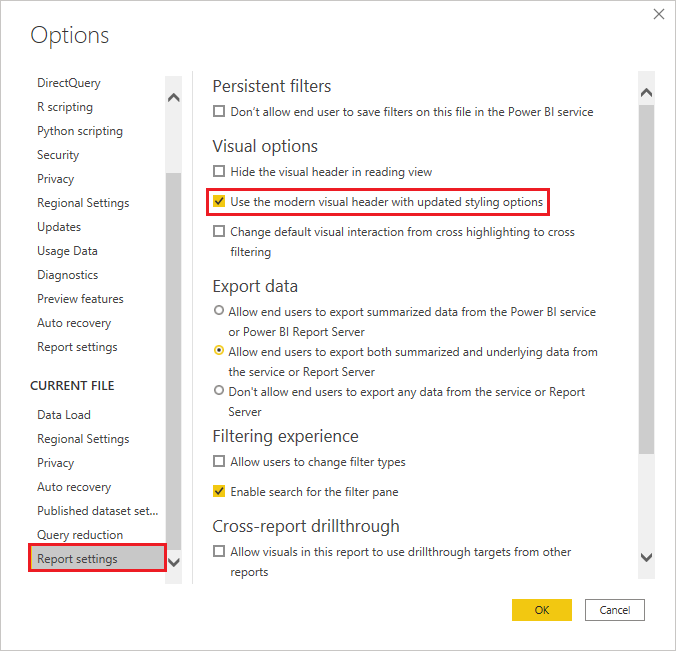 Options
DirectQuery
R scripting
Python scripting
Security
Privacy
Regional Settings
Updates
Usage Data
Diagnostics
Preview features
Auto recovery
Report settings
CURRENT FILE
Data Load
Regional Settings
Privacy
Auto recovery
Published dataset set...
Query reduction
Report settings
Persistent filters
Don't allow end user to save filters on this file in the Power BI service
Visual options
Hide the visual header in reading view
Use the modern visual header with updated styling options
Change default visual interaction from cross highlighting to cross
filtering
Export data
Allow end users to export summarized data from the Power BI service
or Power BI Report Server
Allow end users to export both summarized and underlying data from
the service or Report Server
Don't allow end users to export any data from the service or Report
Server
Filtering experience
Allow users to change filter types
Enable search for the filter pane
Cross-report drillthrough
Allow visuals in this report to use drillthrough targets from other
reports
OK
Cancel